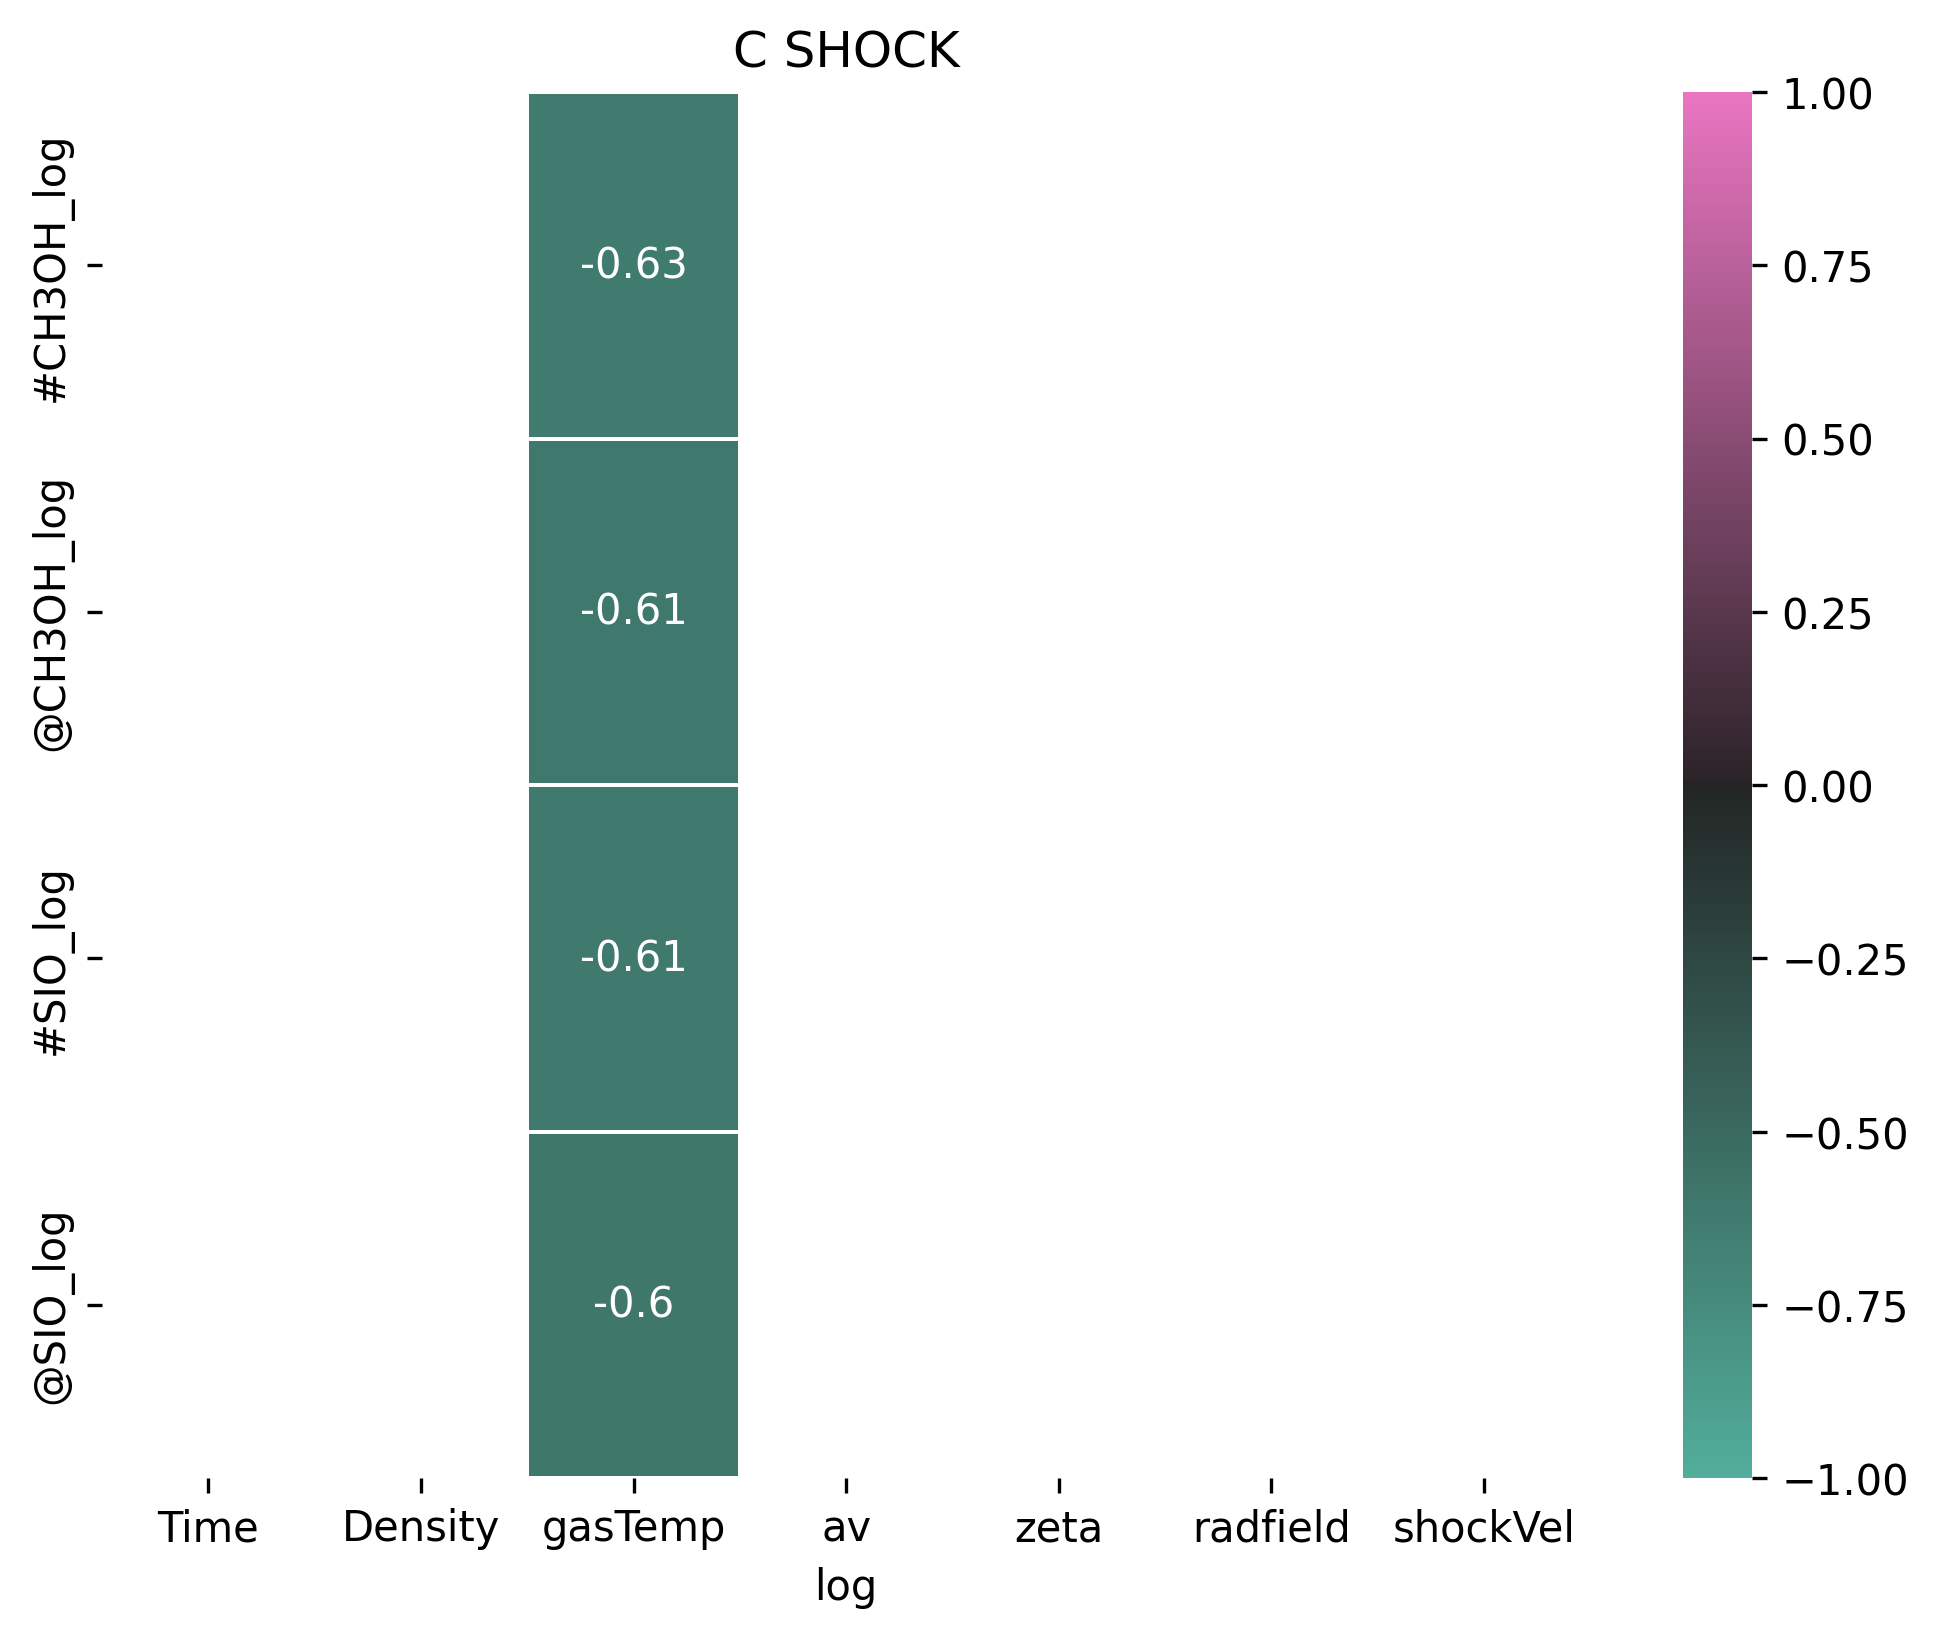 C SHOCK
#CH3OH_log
@CH3OH_log
#SIO_log
@SIO_log
-0.63
-0.61
-0.61
-0.6
Time Density gasTemp av zeta radfield shockVel
log
1.00
0.75
0.50
0.25
0.00
−0.25
−0.50
−0.75
−1.00